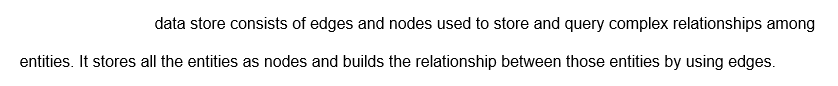 data store consists of edges and nodes used to store and query complex relationships among
entities. It stores all the entities as nodes and builds the relationship between those entities by using edges.